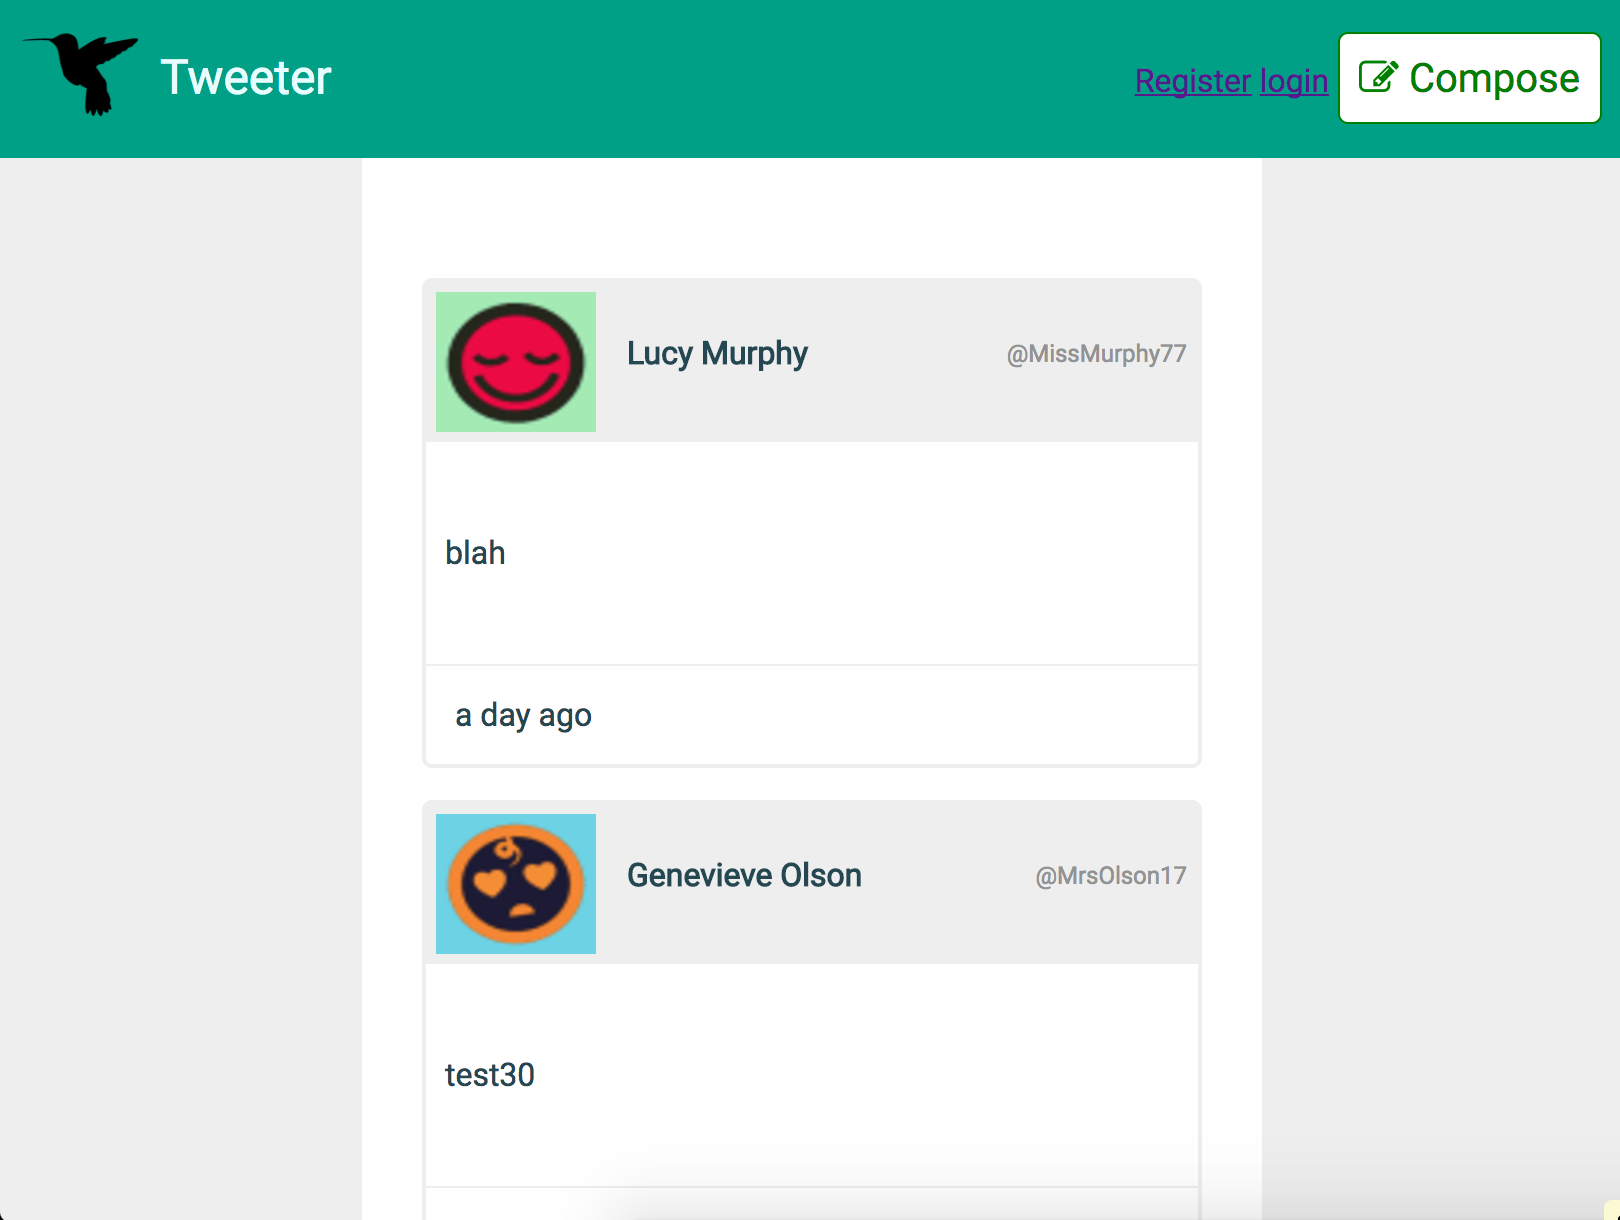 Tweeter
Register login Compose
Lucy Murphy @MissMurphy77
blah
a day ago
Genevieve Olson @MrsOlson17
test30